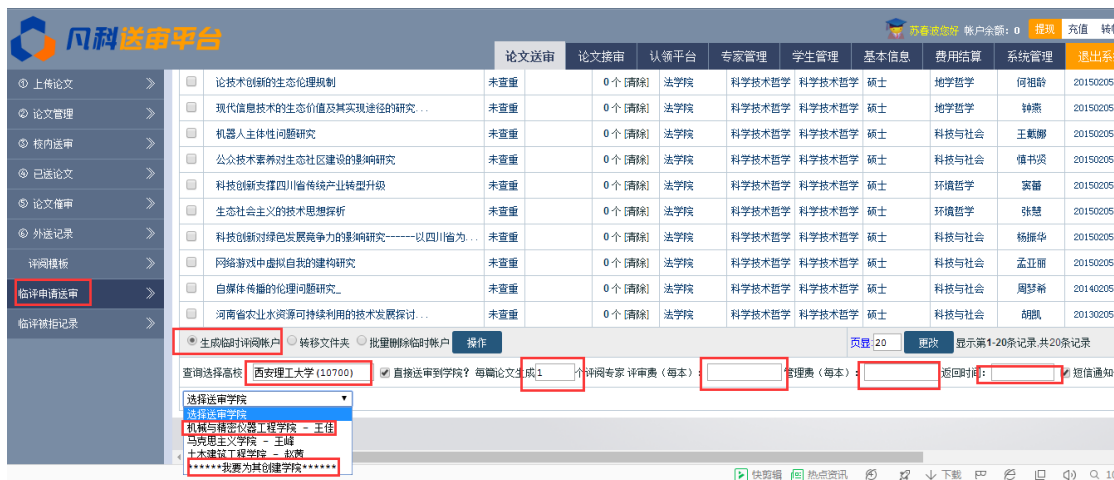 凡科送审平台
苏春波您好 帐户余额: 0 提现 充值
论文送审 论文接审 认领平台 专家管理 学生管理 基本信息 费用结算 系统管理 退出系
① 上传论文
② 论文管理
③ 校内送审
④ 已送论文
⑤ 论文催审
⑥ 外送记录
评阅模板
临评申请送审
临评被拒记录
论技术创新的生态伦理规制 未查重 0个 [清除] 法学院 科学技术哲学 科学技术哲学 硕士 地学哲学 何祖龄 20150205
现代信息技术的生态价值及其实现途径的研究... 未查重 0个 [清除] 法学院 科学技术哲学 科学技术哲学 硕士 地学哲学 钟燕 20150205
机器人主体性问题研究 未查重 0个 [清除] 法学院 科学技术哲学 科学技术哲学 硕士 科技与社会 王戴娜 20150205
公众技术素养对生态社区建设的影响研究 未查重 0个 [清除] 法学院 科学技术哲学 科学技术哲学 硕士 科技与社会 慎书贤 20150205
科技创新支撑四川省传统产业转型升级 未查重 0个 [清除] 法学院 科学技术哲学 科学技术哲学 硕士 环境哲学 窦蕾 20150205
生态社会主义的技术思想探析 未查重 0个 [清除] 法学院 科学技术哲学 科学技术哲学 硕士 环境哲学 张慧 20150205
科技创新对绿色发展竞争力的影响研究------以四川省为... 未查重 0个 [清除] 法学院 科学技术哲学 科学技术哲学 硕士 科技与社会 杨振华 20150205
网络游戏中虚拟自我的建构研究 未查重 0个 [清除] 法学院 科学技术哲学 科学技术哲学 硕士 科技与社会 孟亚丽 20150205
自媒体传播的伦理问题研究_ 未查重 0个 [清除] 法学院 科学技术哲学 科学技术哲学 硕士 科技与社会 周梦希 20140205
河南省农业水资源可持续利用的技术发展探讨... 未查重 0个 [清除] 法学院 科学技术哲学 科学技术哲学 硕士 科技与社会 胡凯 20130205
生成临时评阅帐户 转移文件夹 批量删除临时帐户 操作 页显:20 更改 显示第1-20条记录,共20条记录
查询选择高校: 西安理工大学(10700) 直接送审到学院? 每篇论文生成1 个评阅专家 评审费(每本): 管理费(每本): 返回时间: 短信通知
选择送审学院
选择送审学院
机械与精密仪器工程学院 - 王佳
马克思主义学院 - 王峰
土木建筑工程学院 - 赵茜
******我要为其创建学院******
快剪辑 热点资讯 下载